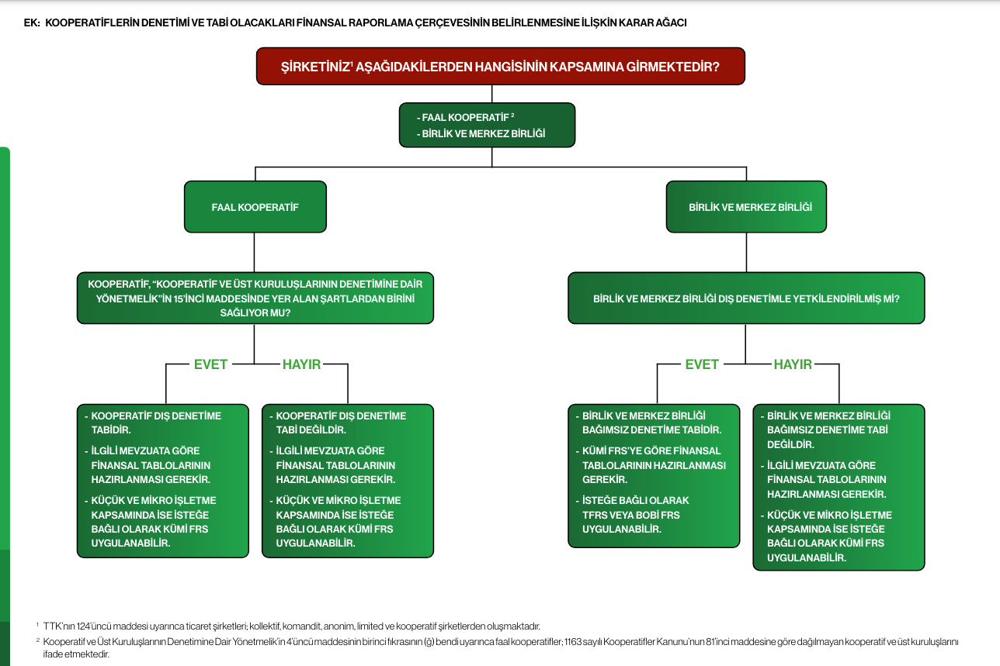 EK: KOOPERATİFLERİN DENETİMİ VE TABİ OLACAKLARI FİNANSAL RAPORLAMA ÇERÇEVESİNİN BELİRLENMESİNE İLİŞKİN KARAR AĞACI
ŞİRKETİNİZ¹ AŞAĞIDAKİLERDEN HANGİSİNİN KAPSAMINA GİRMEKTEDİR?
- FAAL KOOPERATİF ²
- BİRLİK VE MERKEZ BİRLİĞİ
FAAL KOOPERATİF
BİRLİK VE MERKEZ BİRLİĞİ
KOOPERATİF, “KOOPERATİF VE ÜST KURULUŞLARININ DENETİMİNE DAİR
YÖNETMELİK”İN 15’İNCİ MADDESİNDE YER ALAN ŞARTLARDAN BİRİNİ
SAĞLIYOR MU?
BİRLİK VE MERKEZ BİRLİĞİ DIŞ DENETİMLE YETKİLENDİRİLMİŞ Mİ?
EVET
HAYIR
EVET
HAYIR
- KOOPERATİF DIŞ DENETİME
TABİDİR.
- İLGİLİ MEVZUATA GÖRE
FİNANSAL TABLOLARININ
HAZIRLANMASI GEREKİR.
- KÜÇÜK VE MİKRO İŞLETME
KAPSAMINDA İSE İSTEĞE
BAĞLI OLARAK KÜMİ FRS
UYGULANABİLİR.
- KOOPERATİF DIŞ DENETİME
TABİ DEĞİLDİR.
- İLGİLİ MEVZUATA GÖRE
FİNANSAL TABLOLARININ
HAZIRLANMASI GEREKİR.
- KÜÇÜK VE MİKRO İŞLETME
KAPSAMINDA İSE İSTEĞE
BAĞLI OLARAK KÜMİ FRS
UYGULANABİLİR.
- BİRLİK VE MERKEZ BİRLİĞİ
BAĞIMSIZ DENETİME TABİDİR.
- KÜMİ FRS’YE GÖRE FİNANSAL
TABLOLARININ HAZIRLANMASI
GEREKİR.
- İSTEĞE BAĞLI OLARAK
TFRS VEYA BOBİ FRS
UYGULANABİLİR.
- BİRLİK VE MERKEZ BİRLİĞİ
BAĞIMSIZ DENETİME TABİ
DEĞİLDİR.
- İLGİLİ MEVZUATA GÖRE
FİNANSAL TABLOLARININ
HAZIRLANMASI GEREKİR.
- KÜÇÜK VE MİKRO İŞLETME
KAPSAMINDA İSE İSTEĞE
BAĞLI OLARAK KÜMİ FRS
UYGULANABİLİR.
¹ TTK’nın 124’üncü maddesi uyarınca ticaret şirketleri; kollektif, komandit, anonim, limited ve kooperatif şirketlerden oluşmaktadır.
² Kooperatif ve Üst Kuruluşlarının Denetimine Dair Yönetmelik’in 4’üncü maddesinin birinci fıkrasının (ğ) bendi uyarınca faal kooperatifler; 1163 sayılı Kooperatifler Kanunu’nun 81’inci maddesine göre dağılmayan kooperatif ve üst kuruluşlarını
ifade etmektedir.